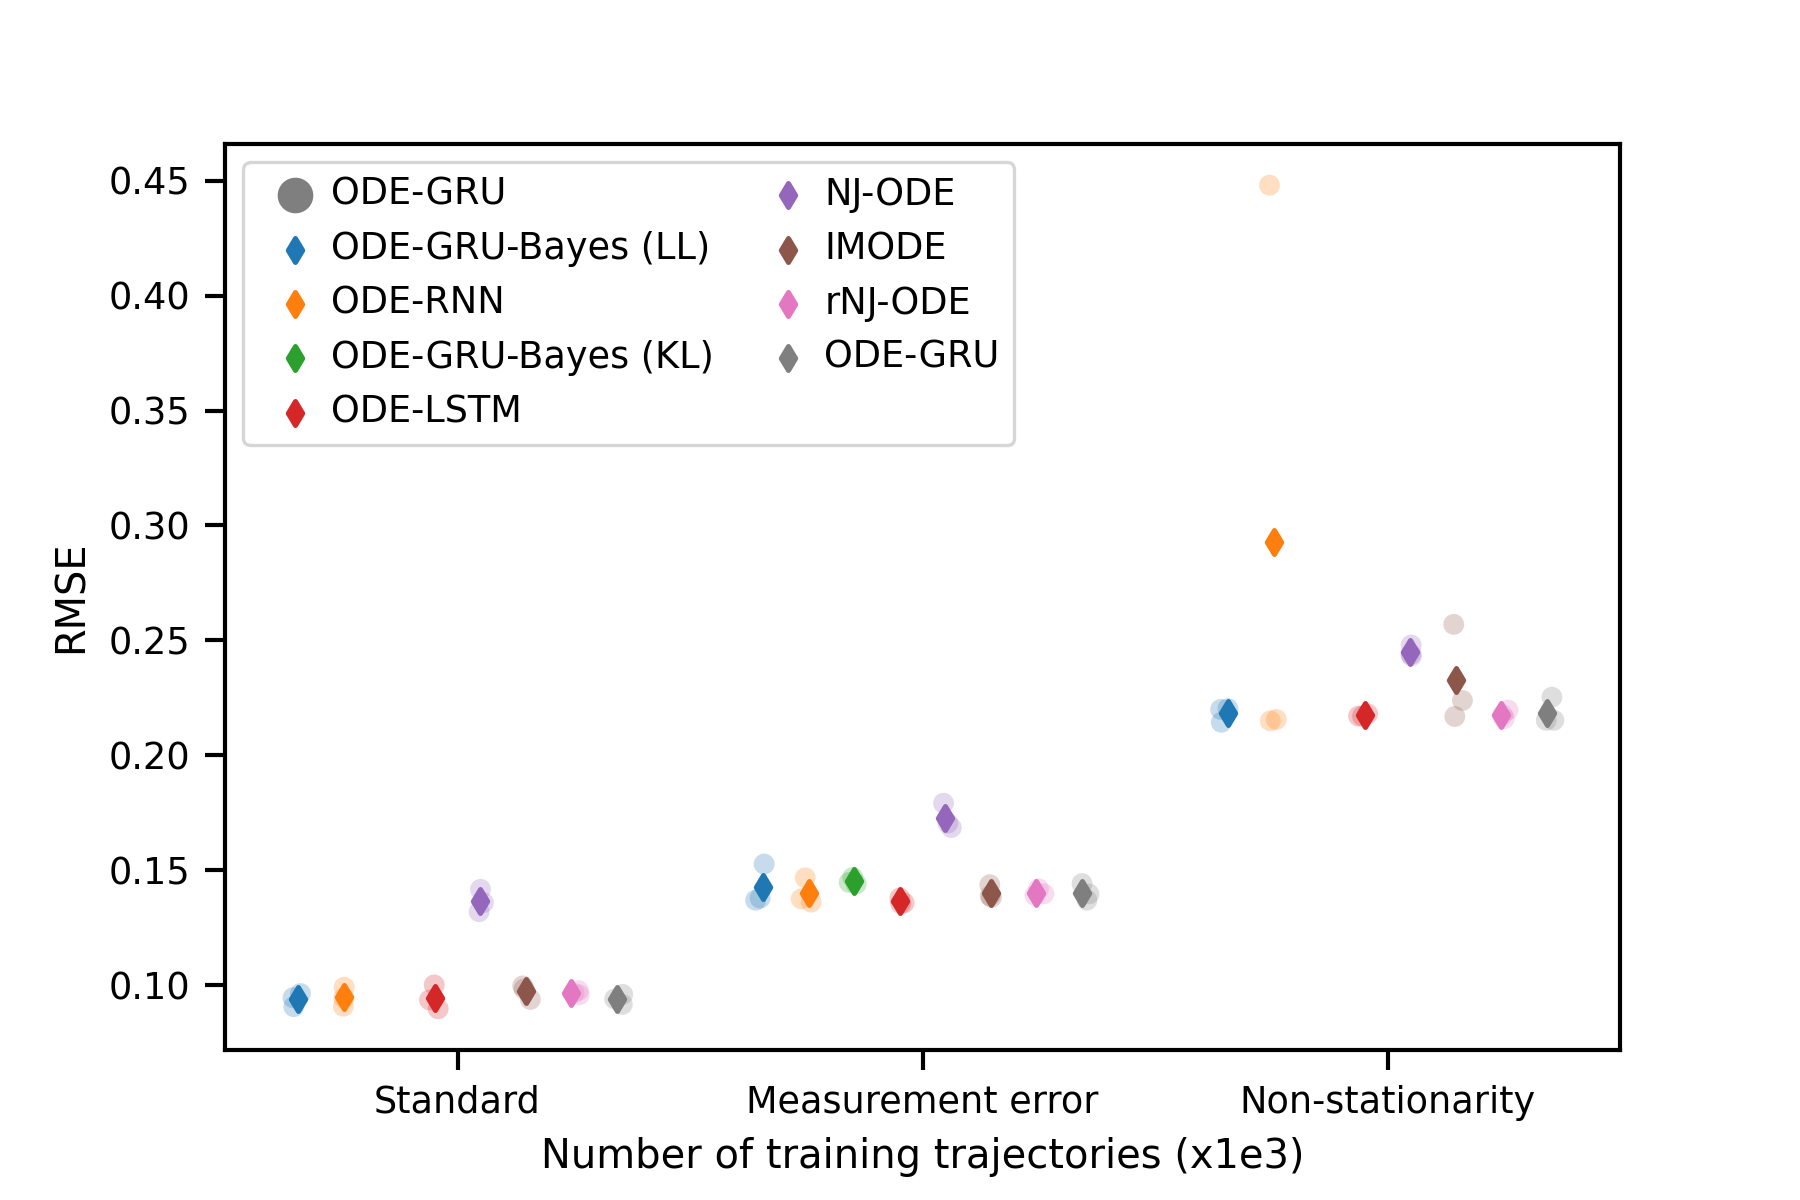 0.45
0.40
0.35
0.30
0.25
0.20
0.15
0.10
RMSE
ODE-GRU
ODE-GRU-Bayes (LL)
ODE-RNN
ODE-GRU-Bayes (KL)
ODE-LSTM
NJ-ODE
IMODE
rNJ-ODE
ODE-GRU
Standard
Measurement error
Non-stationarity
Number of training trajectories (x1e3)